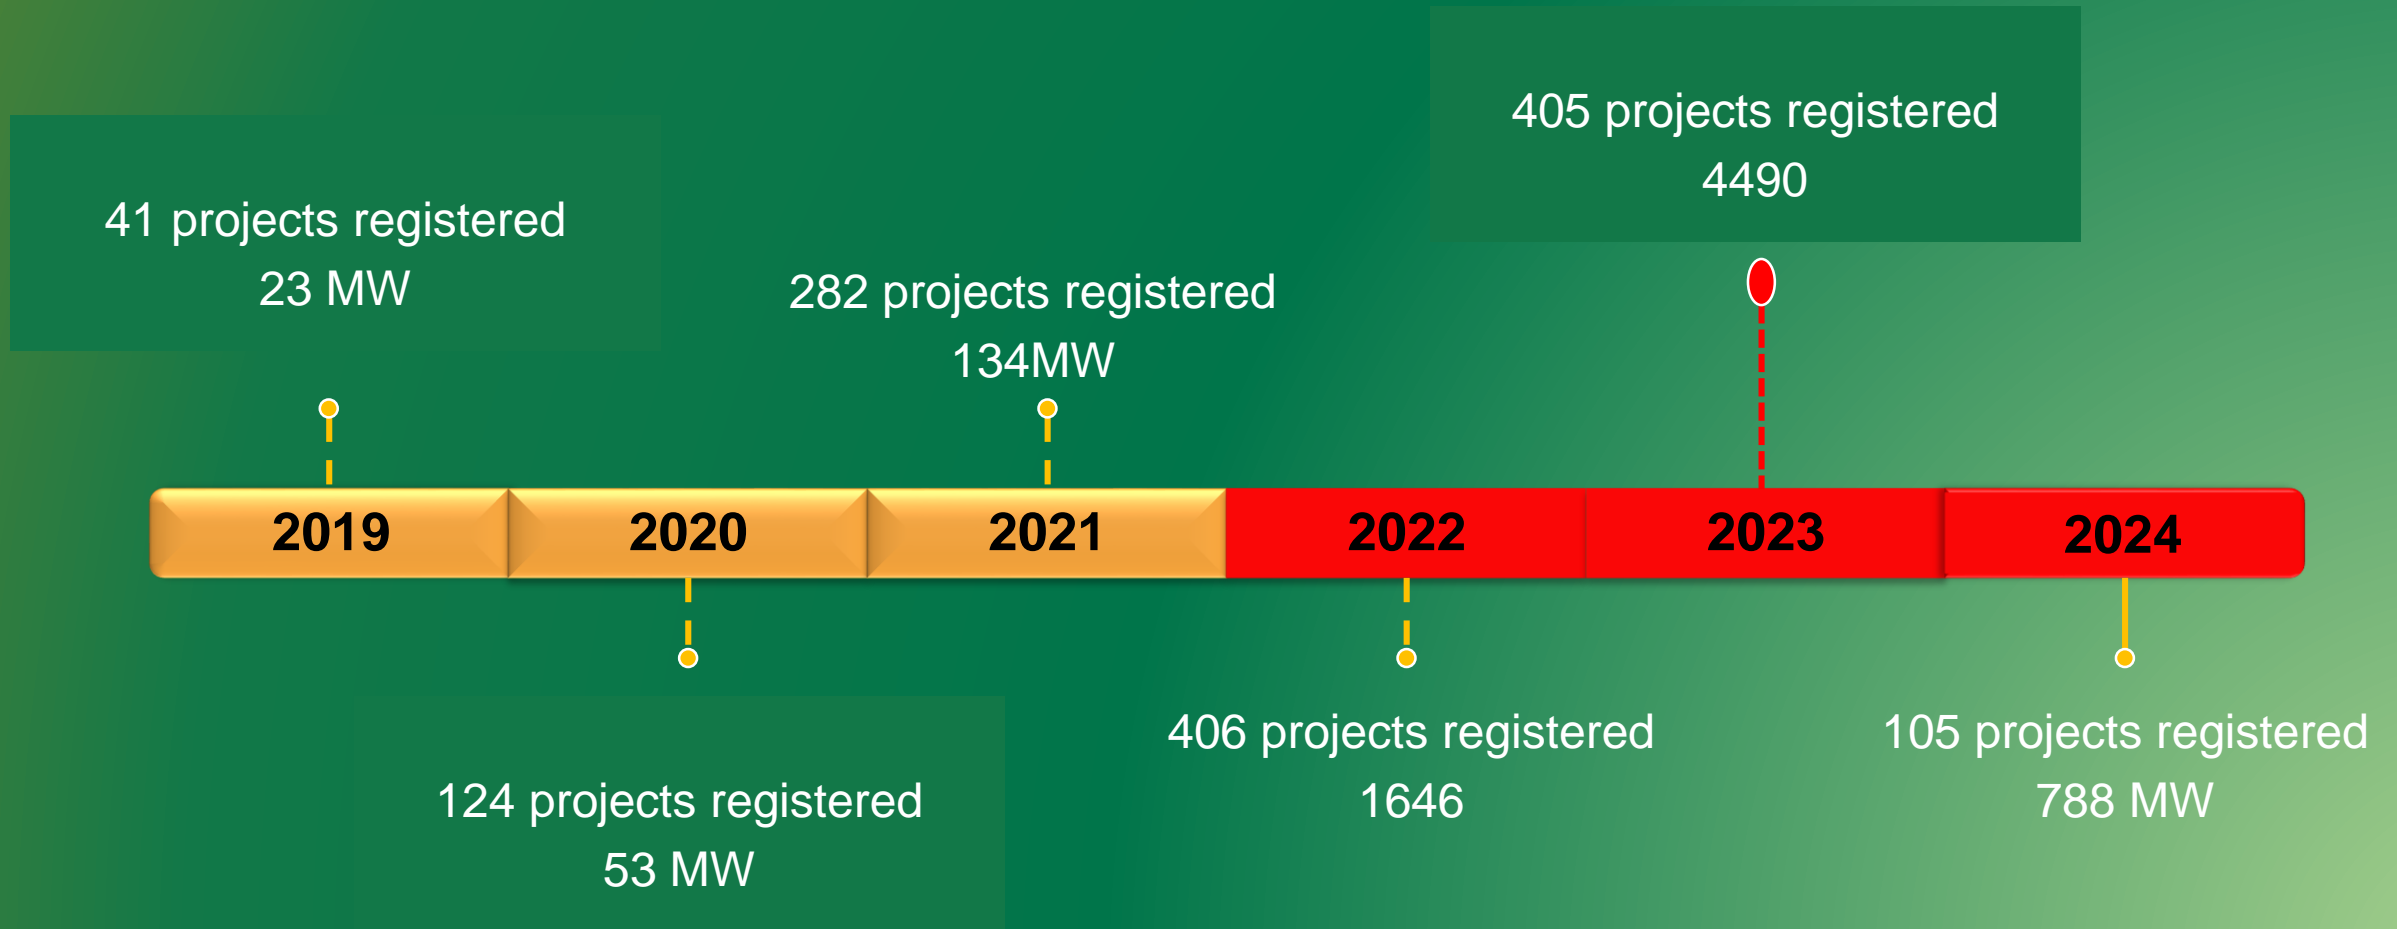 405 projects registered
4490
41 projects registered
23 MW
282 projects registered
134MW
2019
2020
2021
2022
2023
2024
406 projects registered
1646
105 projects registered
788 MW
124 projects registered
53 MW